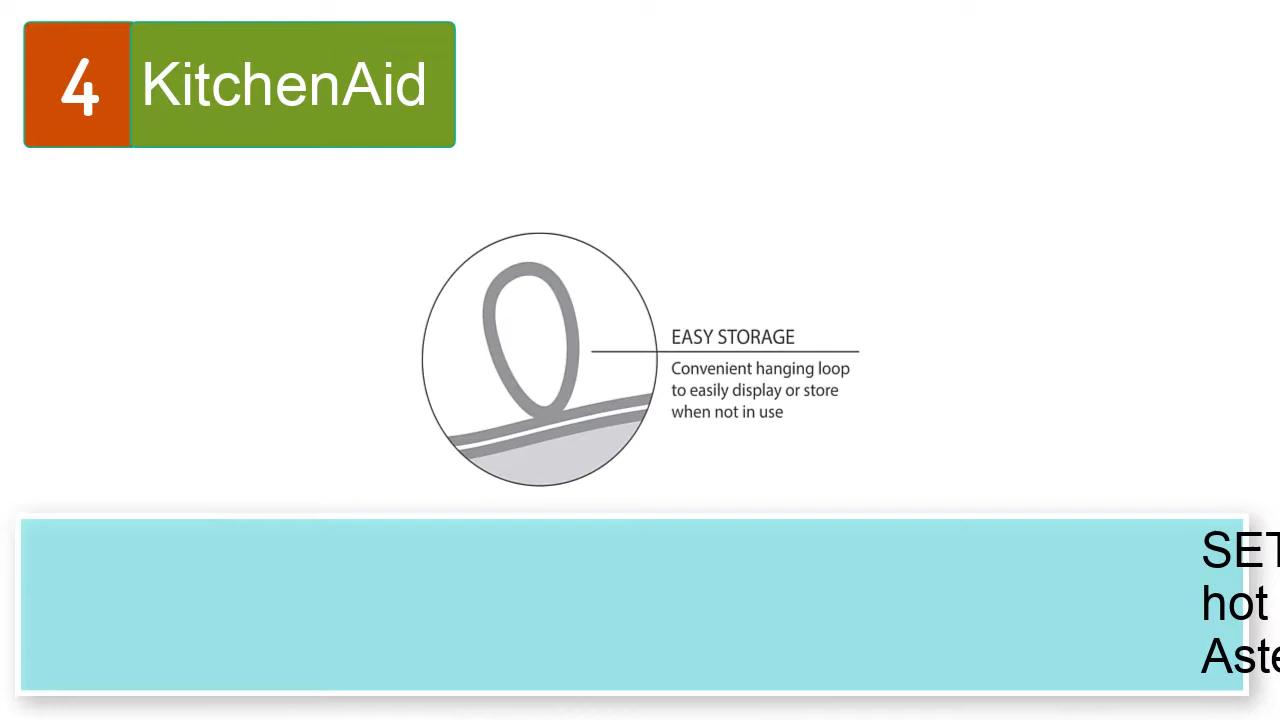 4 KitchenAid
EASY STORAGE
Convenient hanging loop
to easily display or store
when not in use
hot